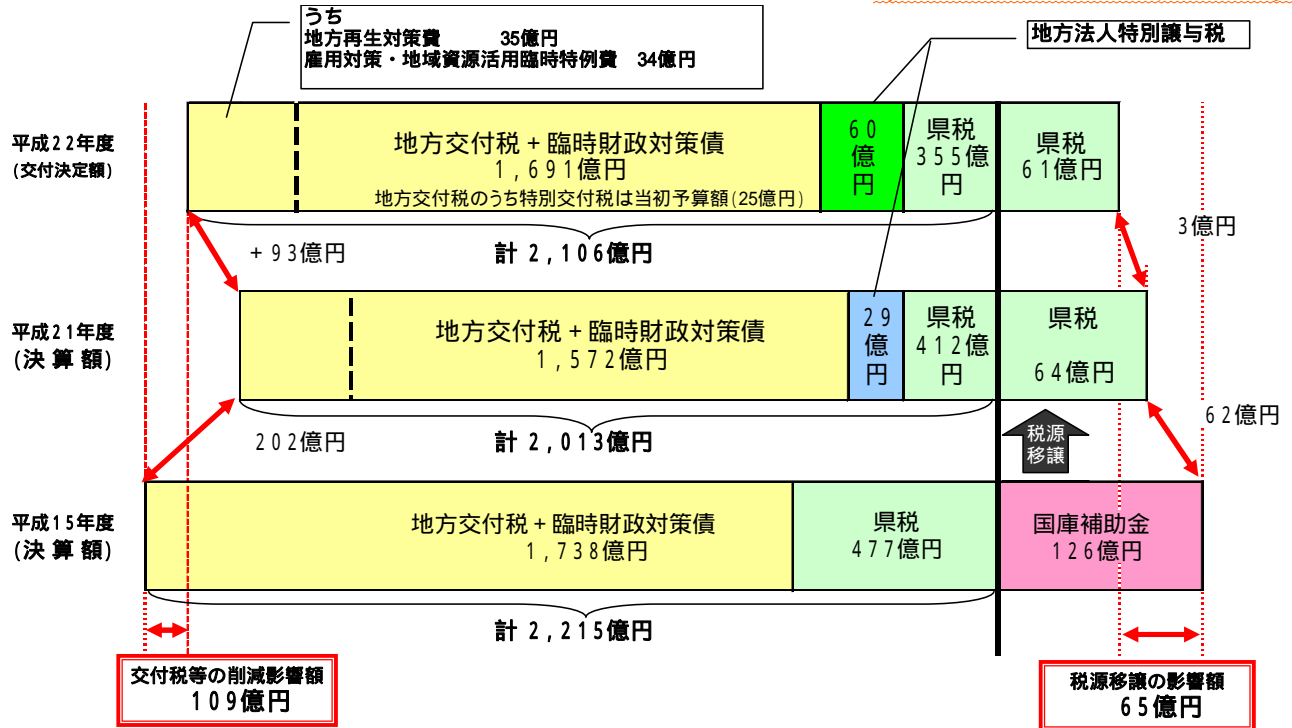 うち
地方再生対策費 35億円
雇用対策・地域資源活用臨時特例費 34億円
地方法人特別譲与税
平成22年度
(交付決定額)
地方交付税+臨時財政対策債
1,691億円
地方交付税のうち特別交付税は当初予算額(25億円)
60
億
円
県税
355億
円
県税
61億円
+93億円
計 2,106億円
3億円
平成21年度
(決算額)
地方交付税+臨時財政対策債
1,572億円
29
億
円
県税
412億
円
県税
64億円
202億円
計 2,013億円
税源
移譲
62億円
平成15年度
(決算額)
地方交付税+臨時財政対策債
1,738億円
県税
477億円
国庫補助金
126億円
計 2,215億円
交付税等の削減影響額
109億円
税源移譲の影響額
65億円